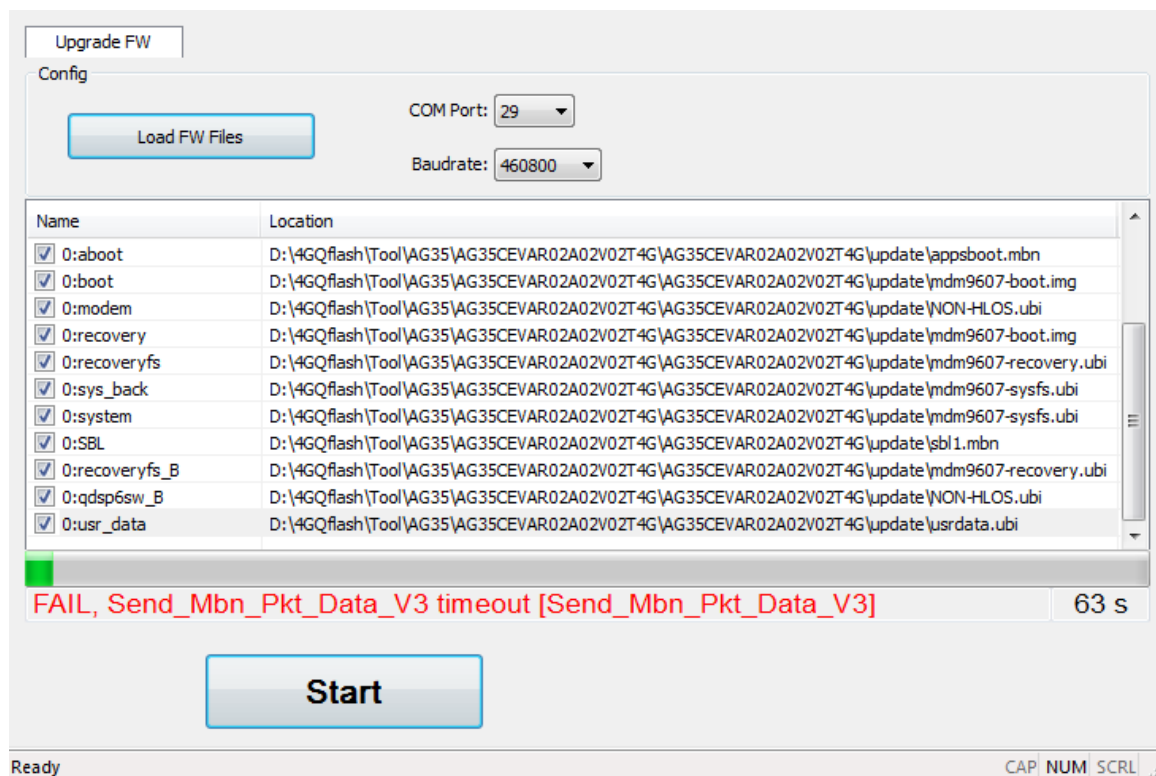 Upgrade FW
Config
Load FW Files
COM Port: 29
Baudrate: 460800
Name Location
0:aboot D:\4GQflash\Tool\AG35\AG35CEVAR02A02V02T4G\AG35CEVAR02A02V02T4G\update\appsboot.mbn
0:boot D:\4GQflash\Tool\AG35\AG35CEVAR02A02V02T4G\AG35CEVAR02A02V02T4G\update\mdm9607-boot.img
0:modem D:\4GQflash\Tool\AG35\AG35CEVAR02A02V02T4G\AG35CEVAR02A02V02T4G\update\NON-HLOS.ubi
0:recovery D:\4GQflash\Tool\AG35\AG35CEVAR02A02V02T4G\AG35CEVAR02A02V02T4G\update\mdm9607-boot.img
0:recoveryfs D:\4GQflash\Tool\AG35\AG35CEVAR02A02V02T4G\AG35CEVAR02A02V02T4G\update\mdm9607-recovery.ubi
0:sys_back D:\4GQflash\Tool\AG35\AG35CEVAR02A02V02T4G\AG35CEVAR02A02V02T4G\update\mdm9607-sysfs.ubi
0:system D:\4GQflash\Tool\AG35\AG35CEVAR02A02V02T4G\AG35CEVAR02A02V02T4G\update\mdm9607-sysfs.ubi
0:SBL D:\4GQflash\Tool\AG35\AG35CEVAR02A02V02T4G\AG35CEVAR02A02V02T4G\update\sbl1.mbn
0:recoveryfs_B D:\4GQflash\Tool\AG35\AG35CEVAR02A02V02T4G\AG35CEVAR02A02V02T4G\update\mdm9607-recovery.ubi
0:qdsp6sw_B D:\4GQflash\Tool\AG35\AG35CEVAR02A02V02T4G\AG35CEVAR02A02V02T4G\update\NON-HLOS.ubi
0:usr_data D:\4GQflash\Tool\AG35\AG35CEVAR02A02V02T4G\AG35CEVAR02A02V02T4G\update\usrdata.ubi
FAIL, Send_Mbn_Pkt_Data_V3 timeout [Send_Mbn_Pkt_Data_V3] 63 s
Start
Ready CAP NUM SCRL